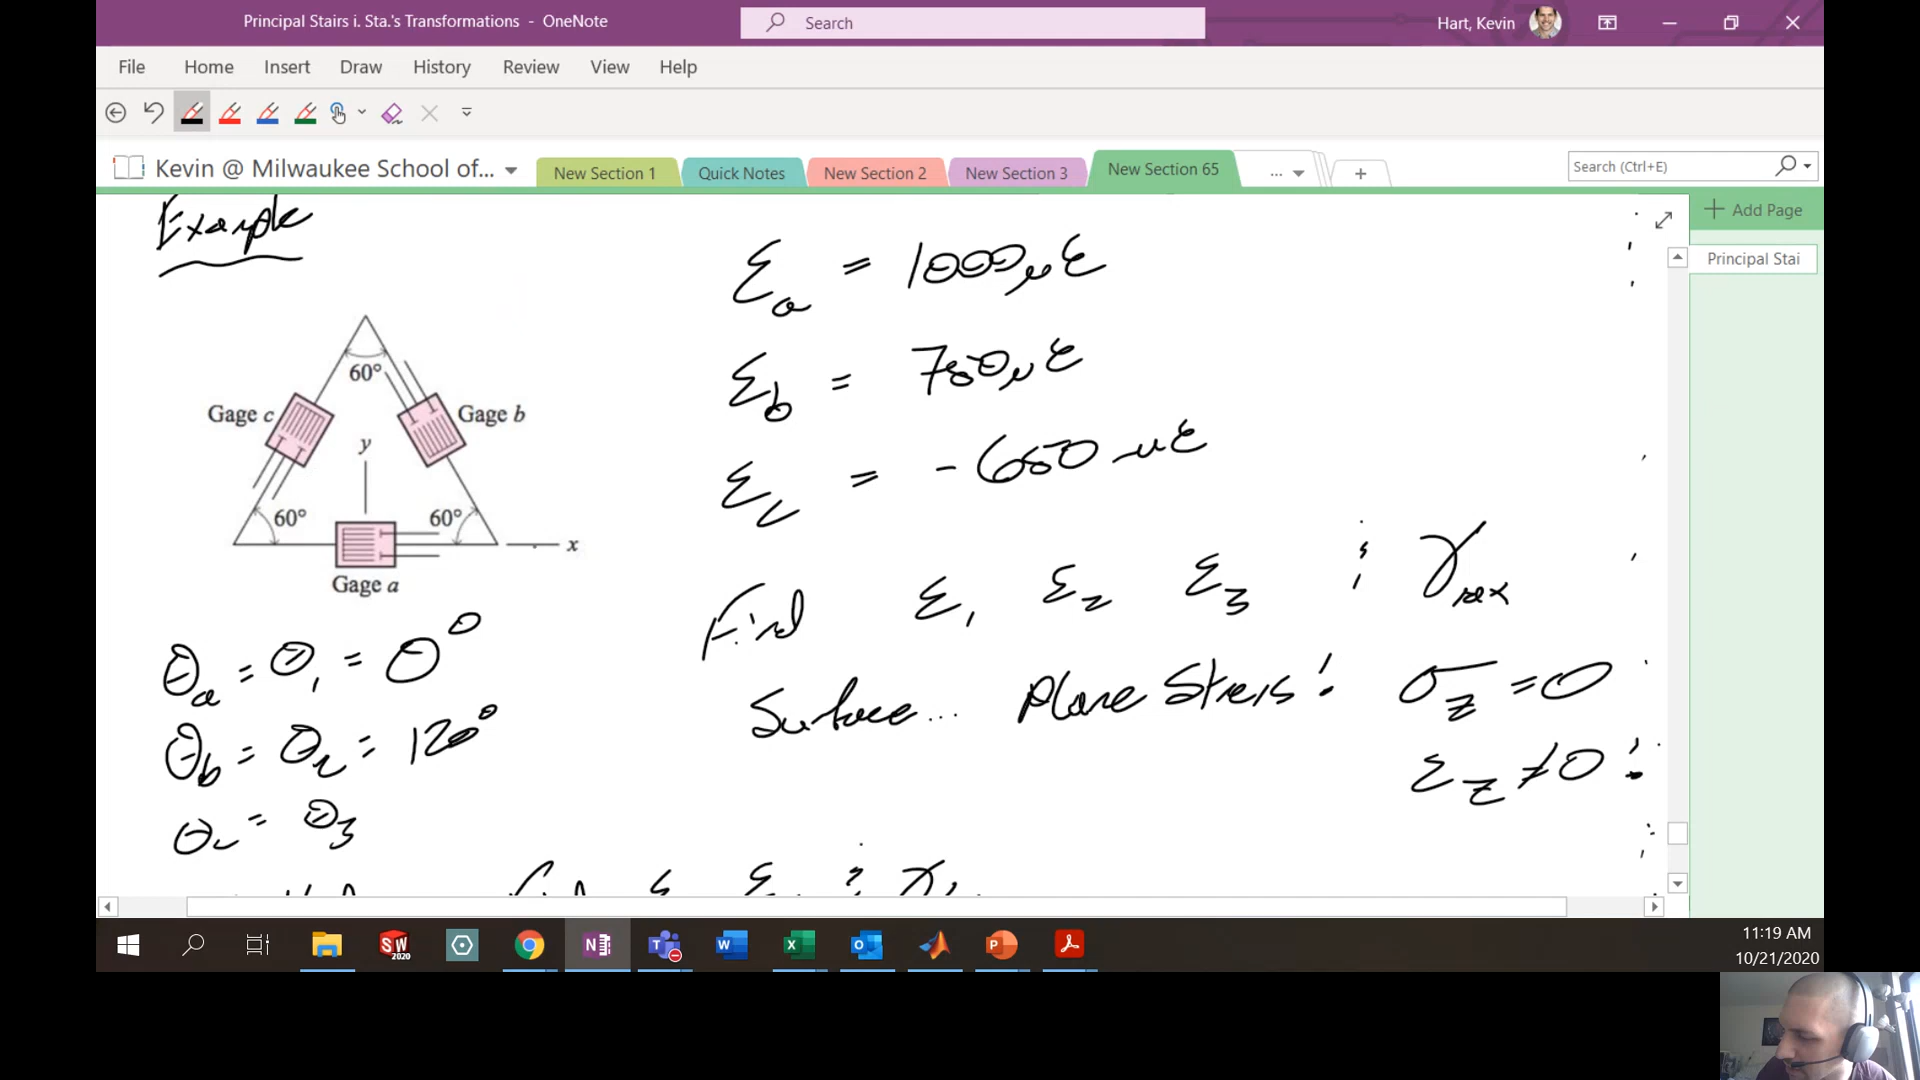 Principal Stairs i. Sta.'s Transformations - OneNote
Search
Hart, Kevin
File Home Insert Draw History Review View Help
Kevin @ Milwaukee School of...
New Section 1
Quick Notes
New Section 2
New Section 3
New Section 65
...
Search (Ctrl+E)
Add Page
Principal Stai
Example
εa = 1000με
εb = 750με
εc = -650με
60°
Gage c
Gage b
y
60°
60°
x
Gage a
Find ε1 ε2 ε3 : γmax
Surface... Plane Stress! σz = 0
εz ≠ 0!
θa = θ1 = 0°
θb = θ2 = 120°
θc = θ3
SW
2020
11:19 AM
10/21/2020